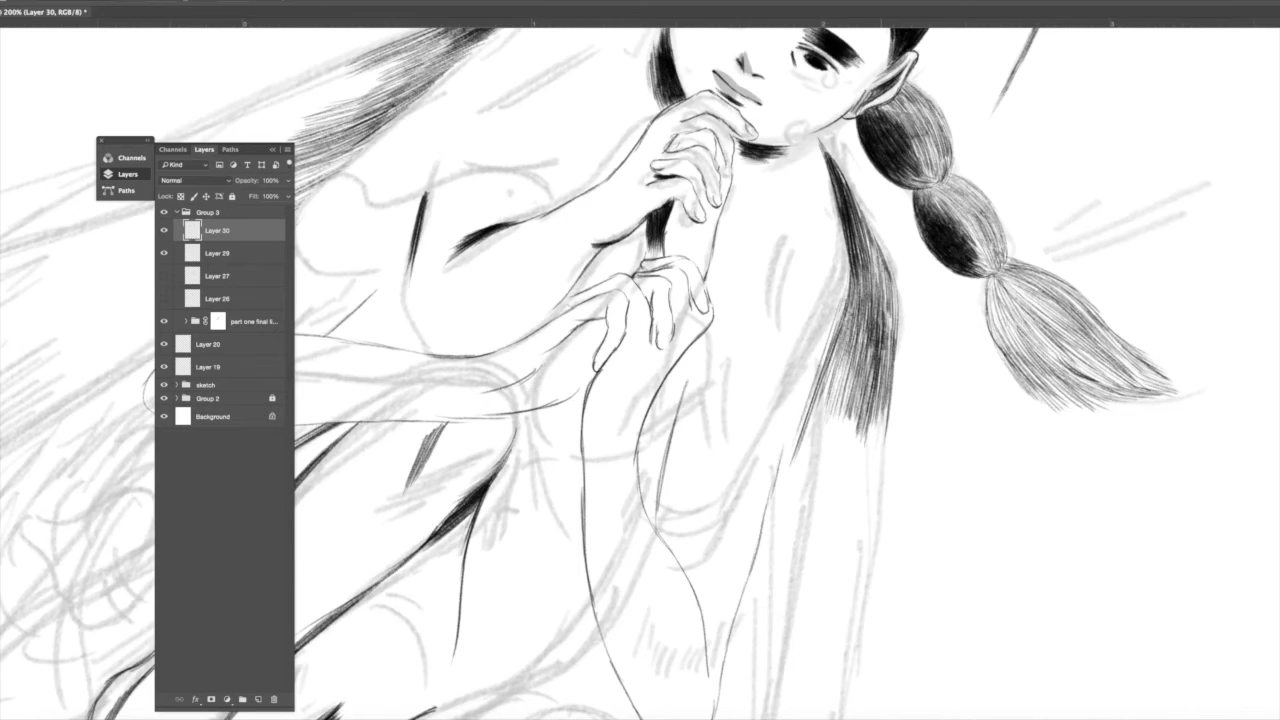 ) 200% (Layer 30, RGB/8) *
Channels
Layers
Paths
Channels Layers Paths
Kind
Normal Opacity: 100%
Lock: Fill: 100%
Group 3
Layer 30
Layer 29
Layer 27
Layer 26
part one final li...
Layer 20
Layer 19
sketch
Group 2
Background
fx